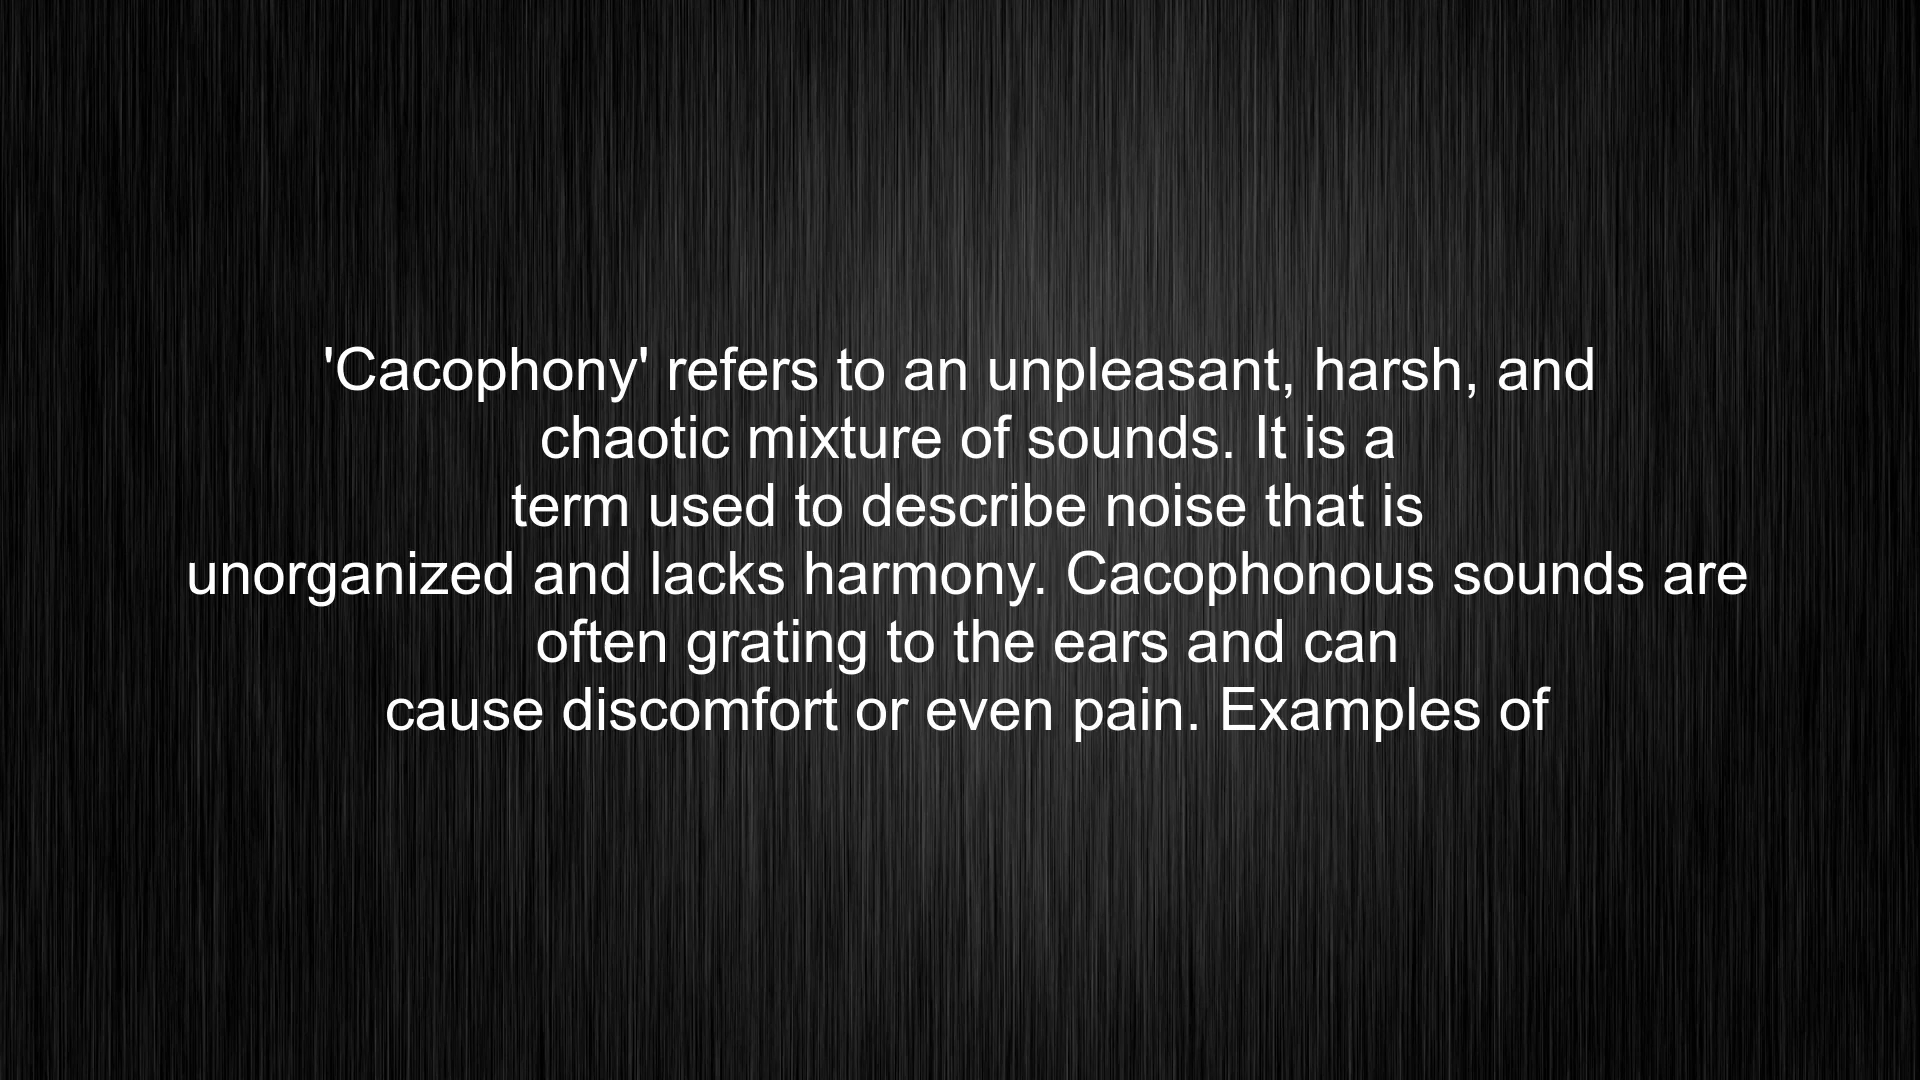 'Cacophony' refers to an unpleasant, harsh, and
chaotic mixture of sounds. It is a
term used to describe noise that is
unorganized and lacks harmony. Cacophonous sounds are
often grating to the ears and can
cause discomfort or even pain. Examples of